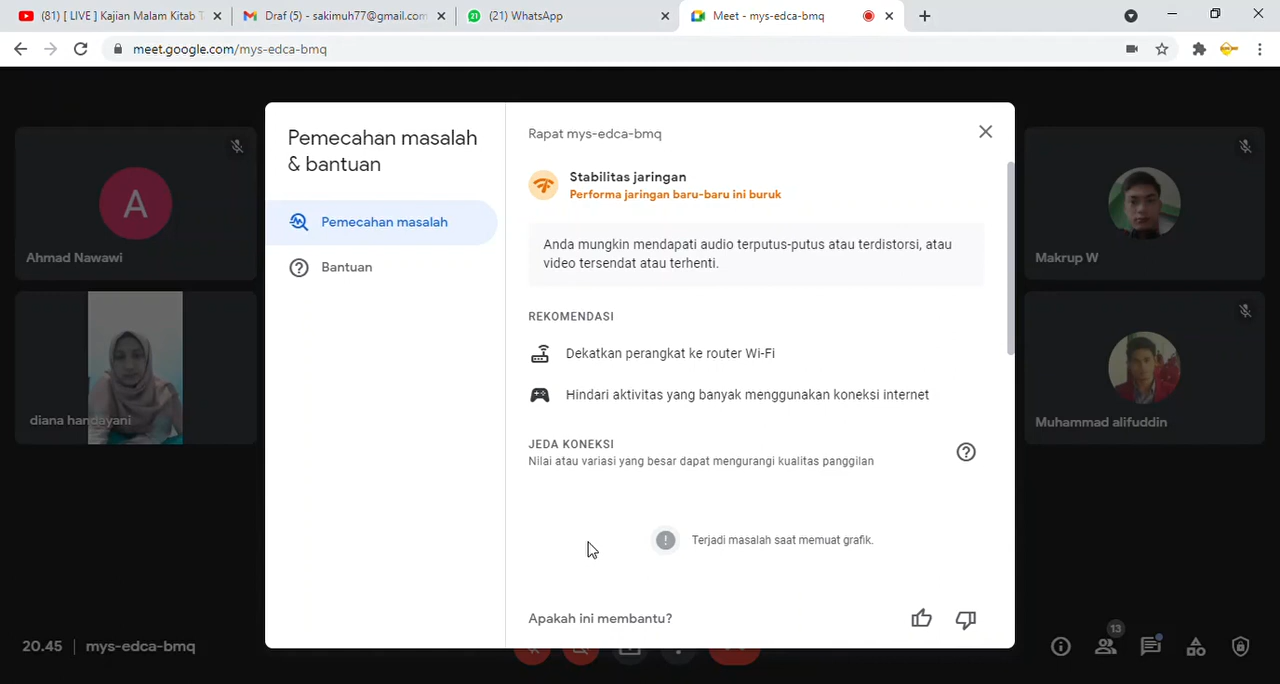 (81) [ LIVE ] Kajian Malam Kitab T
Draf (5) - sakimuh77@gmail.com
21
(21) WhatsApp
Meet - mys-edca-bmq
meet.google.com/mys-edca-bmq
Pemecahan masalah
& bantuan
Pemecahan masalah
Bantuan
Rapat mys-edca-bmq
Stabilitas jaringan
Performa jaringan baru-baru ini buruk
Anda mungkin mendapati audio terputus-putus atau terdistorsi, atau
video tersendat atau terhenti.
REKOMENDASI
Dekatkan perangkat ke router Wi-Fi
Hindari aktivitas yang banyak menggunakan koneksi internet
JEDA KONEKSI
Nilai atau variasi yang besar dapat mengurangi kualitas panggilan
Terjadi masalah saat memuat grafik.
Apakah ini membantu?
A
Ahmad Nawawi
diana handayani
Makrup W
Muhammad alifuddin
20.45 | mys-edca-bmq
13